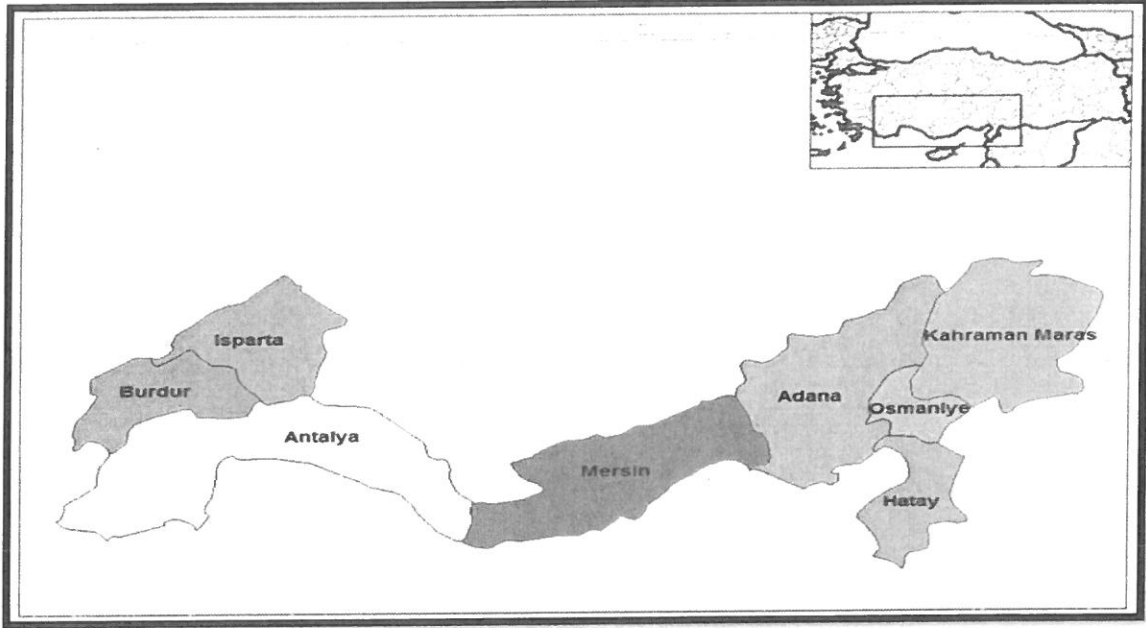 Isparta
Kahraman Maras
Burdur
Adana
Osmaniye
Antalya
Mersin
Hatay